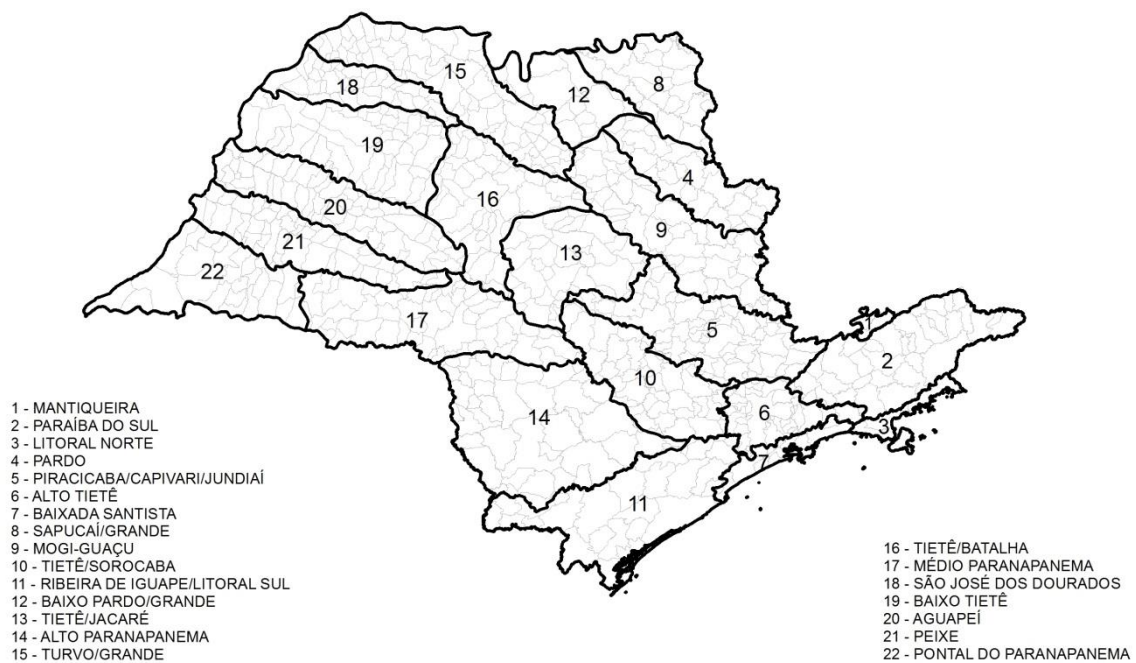 15
8
18
12
19
4
16
20
9
21
13
22
17
5
1
2
10
6
14
3
7
11
1 - MANTIQUEIRA
2 - PARAÍBA DO SUL
3 - LITORAL NORTE
4 - PARDO
5 - PIRACICABA/CAPIVARI/JUNDIAÍ
6 - ALTO TIETÊ
7 - BAIXADA SANTISTA
8 - SAPUCAÍ/GRANDE
9 - MOGI-GUAÇU
10 - TIETÊ/SOROCABA
11 - RIBEIRA DE IGUAPE/LITORAL SUL
12 - BAIXO PARDO/GRANDE
13 - TIETÊ/JACARÉ
14 - ALTO PARANAPANEMA
15 - TURVO/GRANDE
16 - TIETÊ/BATALHA
17 - MÉDIO PARANAPANEMA
18 - SÃO JOSÉ DOS DOURADOS
19 - BAIXO TIETÊ
20 - AGUAPEÍ
21 - PEIXE
22 - PONTAL DO PARANAPANEMA